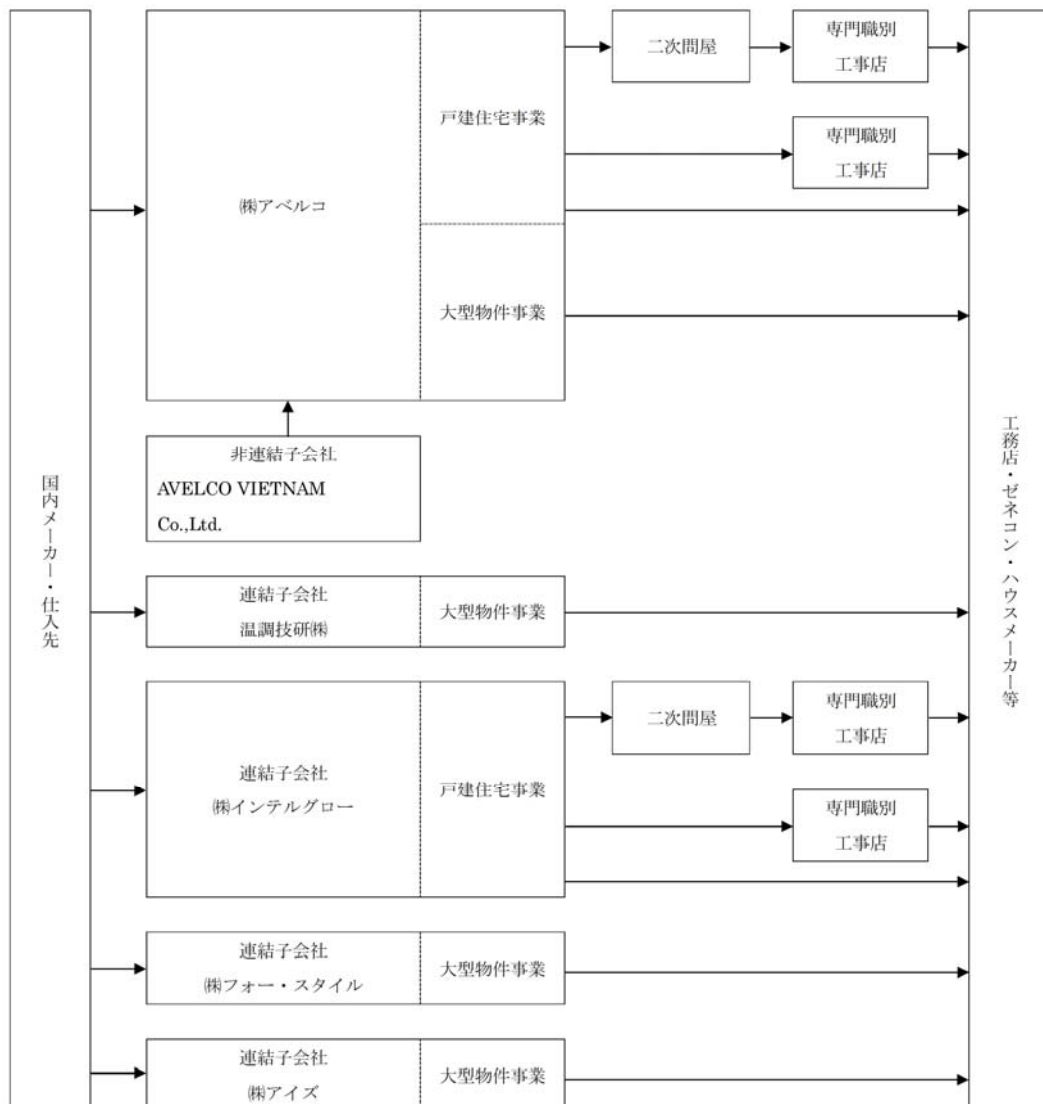 国内メーカー・仕入先
㈱アベルコ
戸建住宅事業
大型物件事業
二次問屋
専門職別
工事店
専門職別
工事店
非連結子会社
AVELCO VIETNAM
Co.,Ltd.
連結子会社
温調技研㈱
大型物件事業
連結子会社
㈱インテルグロー
戸建住宅事業
二次問屋
専門職別
工事店
専門職別
工事店
連結子会社
㈱フォー・スタイル
大型物件事業
連結子会社
㈱アイズ
大型物件事業
工務店・ゼネコン・ハウスメーカー等